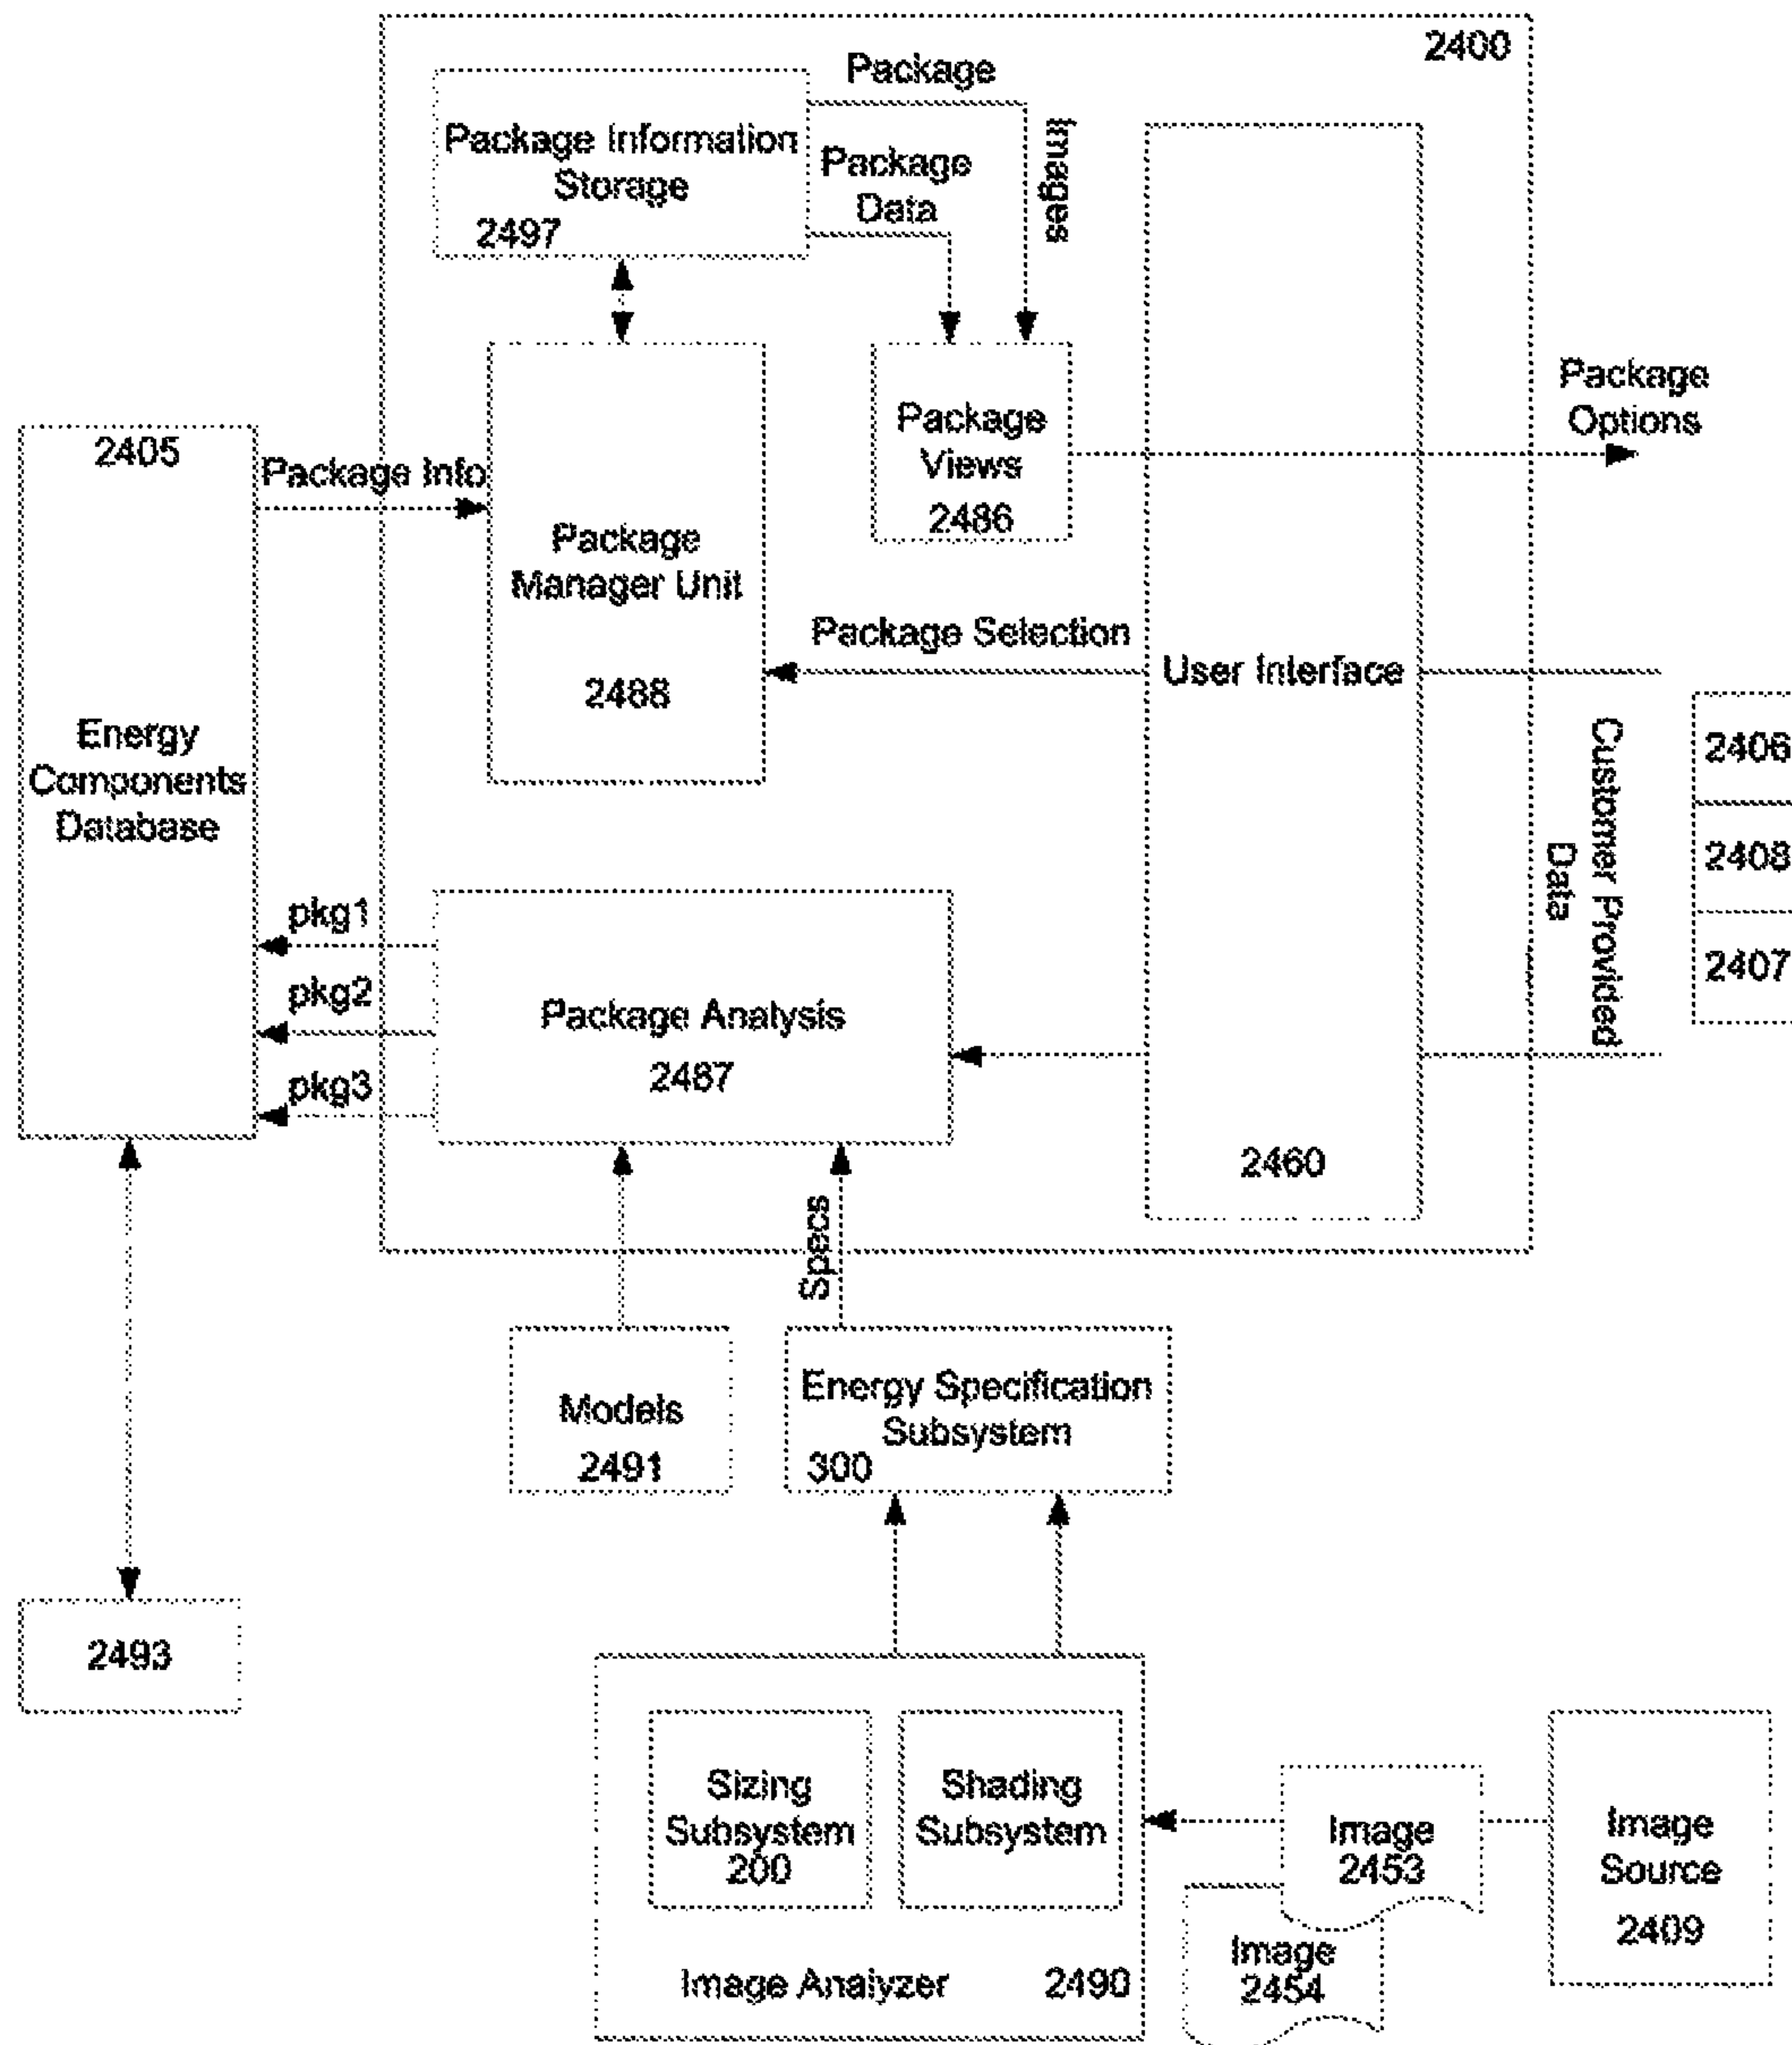 2400
Package
Images
Package Information
Storage
2497
Package
Data
Package
Options
Package
Views
2486
2405
Package Info
Package
Manager Unit
2488
Package Selection
User Interface
2460
Energy
Components
Database
Customer Provided
Data
2406
2408
2407
pkg1
pkg2
pkg3
Package Analysis
2487
Specs
Models
2491
Energy Specification
Subsystem
300
2493
Sizing
Subsystem
200
Shading
Subsystem
Image Analyzer
2490
Image
2453
Image
2454
Image
Source
2409